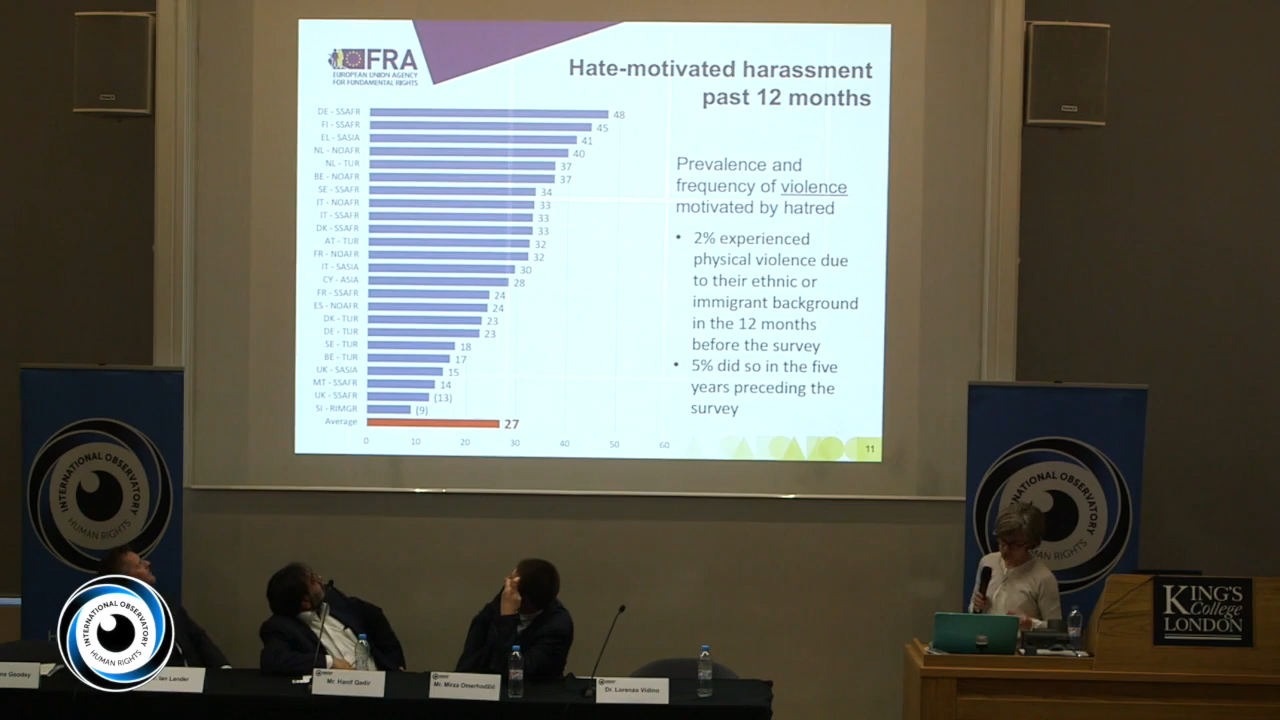 FRA
EUROPEAN UNION AGENCY
FOR FUNDAMENTAL RIGHTS
Hate-motivated harassment
past 12 months
DE - SSAFR 48
FI - SSAFR 45
EL - SASIA 41
NL - NOAFR 40
NL - TUR 37
BE - NOAFR 37
SE - SSAFR 34
IT - NOAFR 33
IT - SSAFR 33
DK - SSAFR 33
AT - TUR 32
FR - NOAFR 32
IT - SASIA 30
CY - ASIA 28
FR - SSAFR 24
ES - NOAFR 24
DK - TUR 23
DE - TUR 23
SE - TUR 18
BE - TUR 17
UK - SASIA 15
MT - SSAFR 14
UK - SSAFR (13)
SI - RIMGR (9)
Average 27
0 10 20 30 40 50 60
Prevalence and
frequency of violence
motivated by hatred
• 2% experienced
physical violence due
to their ethnic or
immigrant background
in the 12 months
before the survey
• 5% did so in the five
years preceding the
survey
11
INTERNATIONAL OBSERVATORY
HUMAN RIGHTS
INTERNATIONAL OBSERVATORY
HUMAN RIGHTS
OBSERVATORY
MAN RIGHTS
KING'S
College
LONDON
Goodey
Ian Lander
Mr. Hanif Qadir
Mr. Mirza Omerhodžić
Dr. Lorenzo Vidino